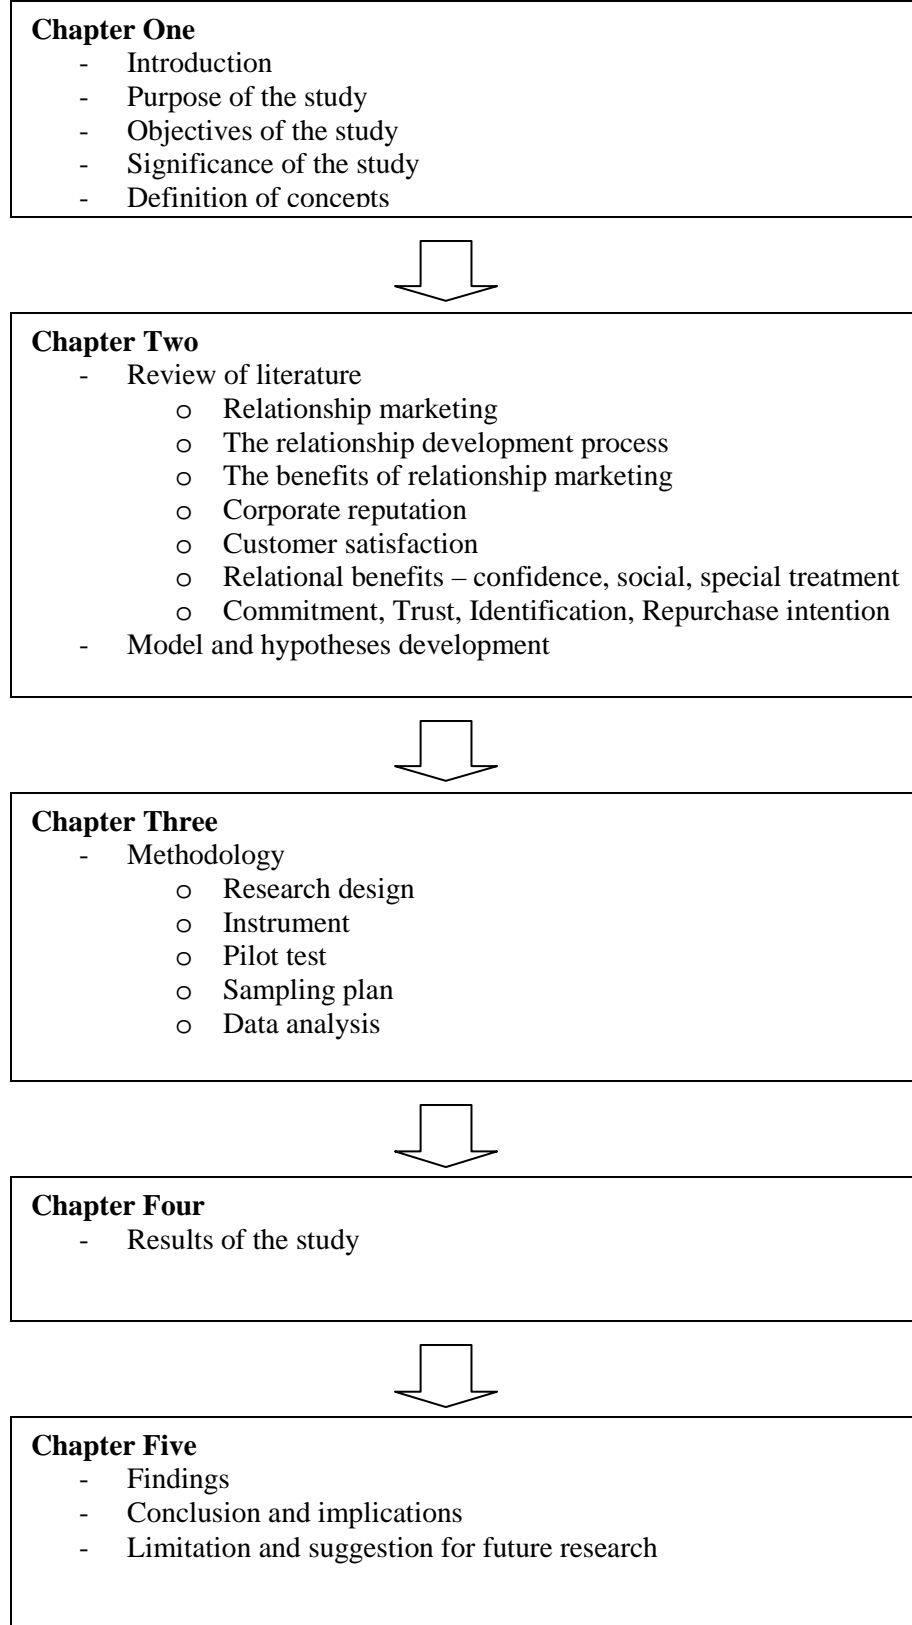 Chapter One
- Introduction
- Purpose of the study
- Objectives of the study
- Significance of the study
- Definition of concepts
Chapter Two
- Review of literature
o Relationship marketing
o The relationship development process
o The benefits of relationship marketing
o Corporate reputation
o Customer satisfaction
o Relational benefits – confidence, social, special treatment
o Commitment, Trust, Identification, Repurchase intention
- Model and hypotheses development
Chapter Three
- Methodology
o Research design
o Instrument
o Pilot test
o Sampling plan
o Data analysis
Chapter Four
- Results of the study
Chapter Five
- Findings
- Conclusion and implications
- Limitation and suggestion for future research